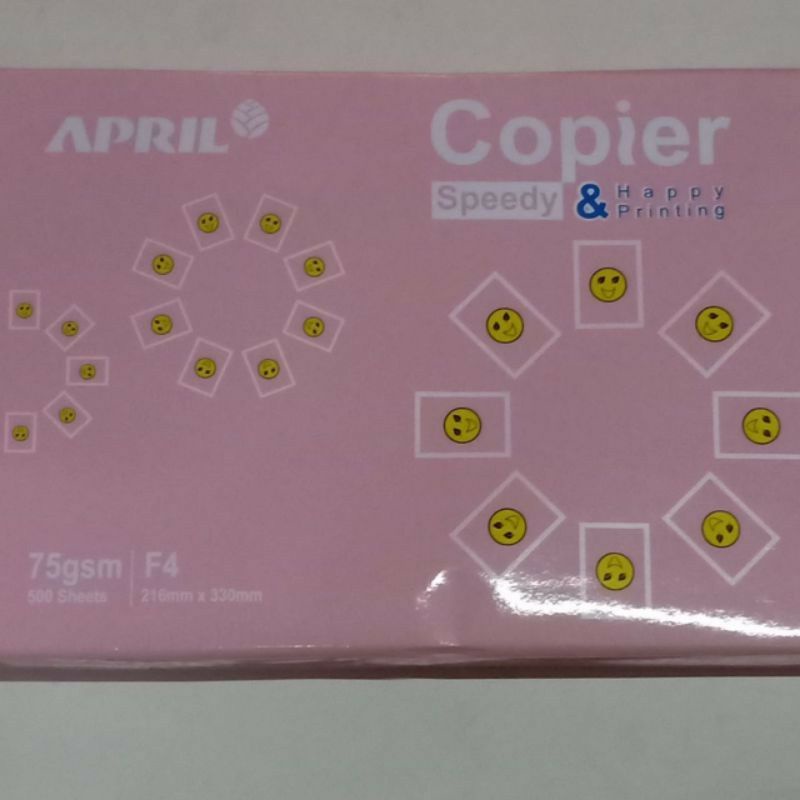 APRIL
Copier
Speedy & Happy Printing
75gsm F4
500 Sheets 216mm x 330mm